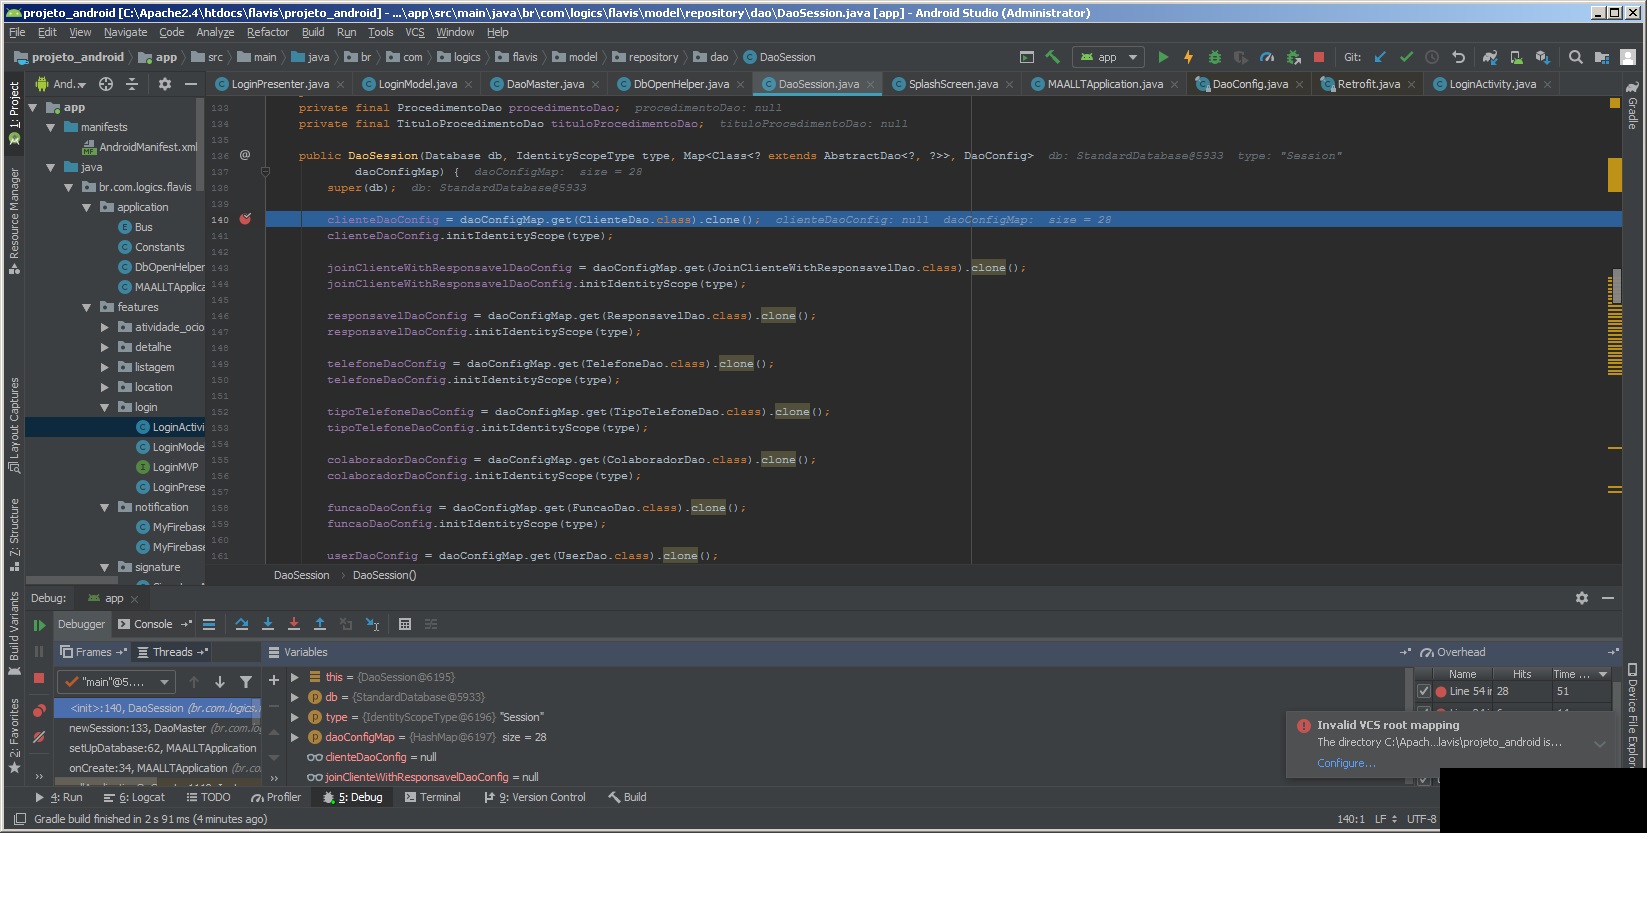 projeto_android [C:\Apache2.4\htdocs\flavis\projeto_android] - ...\app\src\main\java\br\com\logics\flavis\model\repository\dao\DaoSession.java [app] - Android Studio (Administrator)
File Edit View Navigate Code Analyze Refactor Build Run Tools VCS Window Help
projeto_android app src main java br com logics flavis model repository dao DaoSession app Git:
And... LoginPresenter.java LoginModel.java DaoMaster.java DbOpenHelper.java DaoSession.java SplashScreen.java MAALLTApplication.java DaoConfig.java Retrofit.java LoginActivity.java
1: Project
Resource Manager
Layout Captures
7: Structure
Build Variants
2: Favorites
Gradle
Device File Explorer
app
manifests
AndroidManifest.xml
java
br.com.logics.flavis
application
Bus
Constants
DbOpenHelper
MAALLTApplica
features
atividade_ocio
detalhe
listagem
location
login
LoginActivi
LoginMode
LoginMVP
LoginPrese
notification
MyFirebase
MyFirebase
signature
133 private final ProcedimentoDao procedimentoDao; procedimentoDao: null
134 private final TituloProcedimentoDao tituloProcedimentoDao; tituloProcedimentoDao: null
135
136 @ public DaoSession(Database db, IdentityScopeType type, Map<Class<? extends AbstractDao<?, ?>>, DaoConfig> db: StandardDatabase@5933 type: "Session"
137 daoConfigMap) { daoConfigMap: size = 28
138 super(db); db: StandardDatabase@5933
139
140 clienteDaoConfig = daoConfigMap.get(ClienteDao.class).clone(); clienteDaoConfig: null daoConfigMap: size = 28
141 clienteDaoConfig.initIdentityScope(type);
142
143 joinClienteWithResponsavelDaoConfig = daoConfigMap.get(JoinClienteWithResponsavelDao.class).clone();
144 joinClienteWithResponsavelDaoConfig.initIdentityScope(type);
145
146 responsavelDaoConfig = daoConfigMap.get(ResponsavelDao.class).clone();
147 responsavelDaoConfig.initIdentityScope(type);
148
149 telefoneDaoConfig = daoConfigMap.get(TelefoneDao.class).clone();
150 telefoneDaoConfig.initIdentityScope(type);
151
152 tipoTelefoneDaoConfig = daoConfigMap.get(TipoTelefoneDao.class).clone();
153 tipoTelefoneDaoConfig.initIdentityScope(type);
154
155 colaboradorDaoConfig = daoConfigMap.get(ColaboradorDao.class).clone();
156 colaboradorDaoConfig.initIdentityScope(type);
157
158 funcaoDaoConfig = daoConfigMap.get(FuncaoDao.class).clone();
159 funcaoDaoConfig.initIdentityScope(type);
160
161 userDaoConfig = daoConfigMap.get(UserDao.class).clone();
DaoSession DaoSession()
Debug: app
Debugger Console
Frames Threads
Variables
Overhead
"main"@5....
<init>:140, DaoSession (br.com.logics.
newSession:133, DaoMaster (br.com.lo
setUpDatabase:62, MAALLTApplication
onCreate:34, MAALLTApplication (br.co
this = {DaoSession@6195}
db = {StandardDatabase@5933}
type = {IdentityScopeType@6196} "Session"
daoConfigMap = {HashMap@6197} size = 28
clienteDaoConfig = null
joinClienteWithResponsavelDaoConfig = null
Name Hits Time ...
Line 54 in 28 51
Invalid VCS root mapping
The directory C:\Apach...lavis\projeto_android is...
Configure...
4: Run 6: Logcat TODO Profiler 5: Debug Terminal 9: Version Control Build
Gradle build finished in 2 s 91 ms (4 minutes ago) 140:1 LF UTF-8